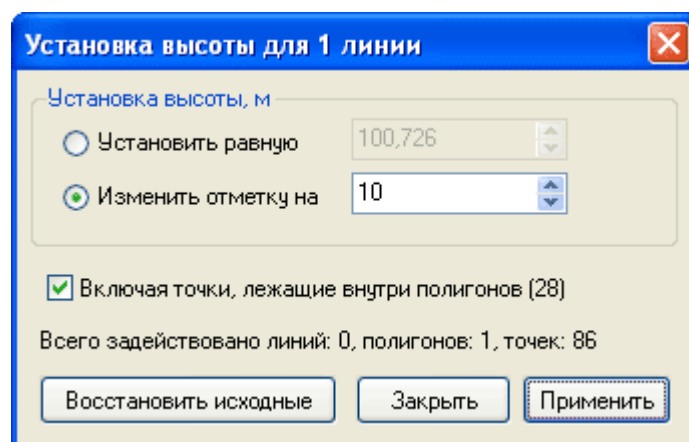 Установка высоты для 1 линии
Установка высоты, м
Установить равную 100,726
Изменить отметку на 10
Включая точки, лежащие внутри полигонов (28)
Всего задействовано линий: 0, полигонов: 1, точек: 86
Восстановить исходные Закрыть Применить